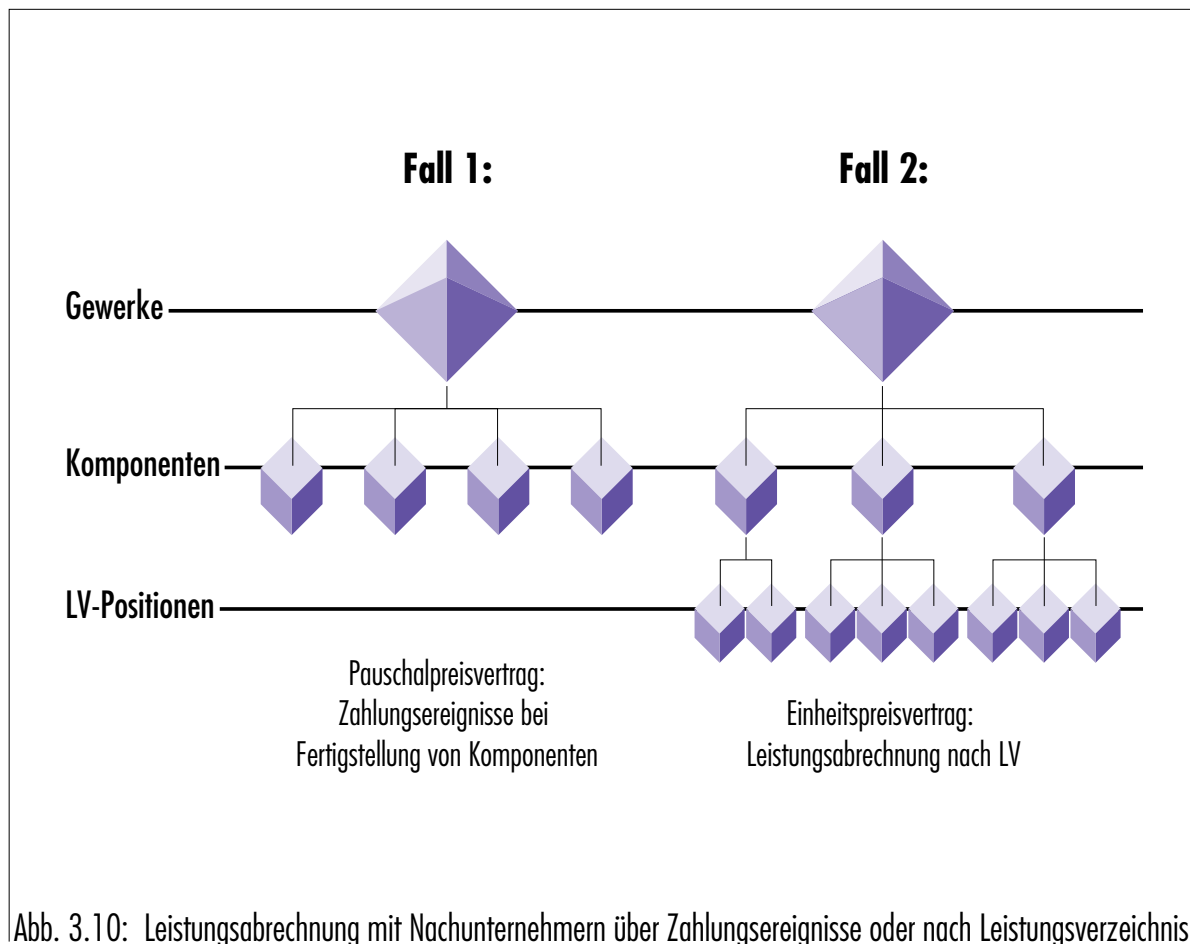 Fall 1:
Fall 2:
Gewerke
Komponenten
LV-Positionen
Pauschalpreisvertrag:
Zahlungsereignisse bei
Fertigstellung von Komponenten
Einheitspreisvertrag:
Leistungsabrechnung nach LV
Abb. 3.10: Leistungsabrechnung mit Nachunternehmern über Zahlungsereignisse oder nach Leistungsverzeichnis